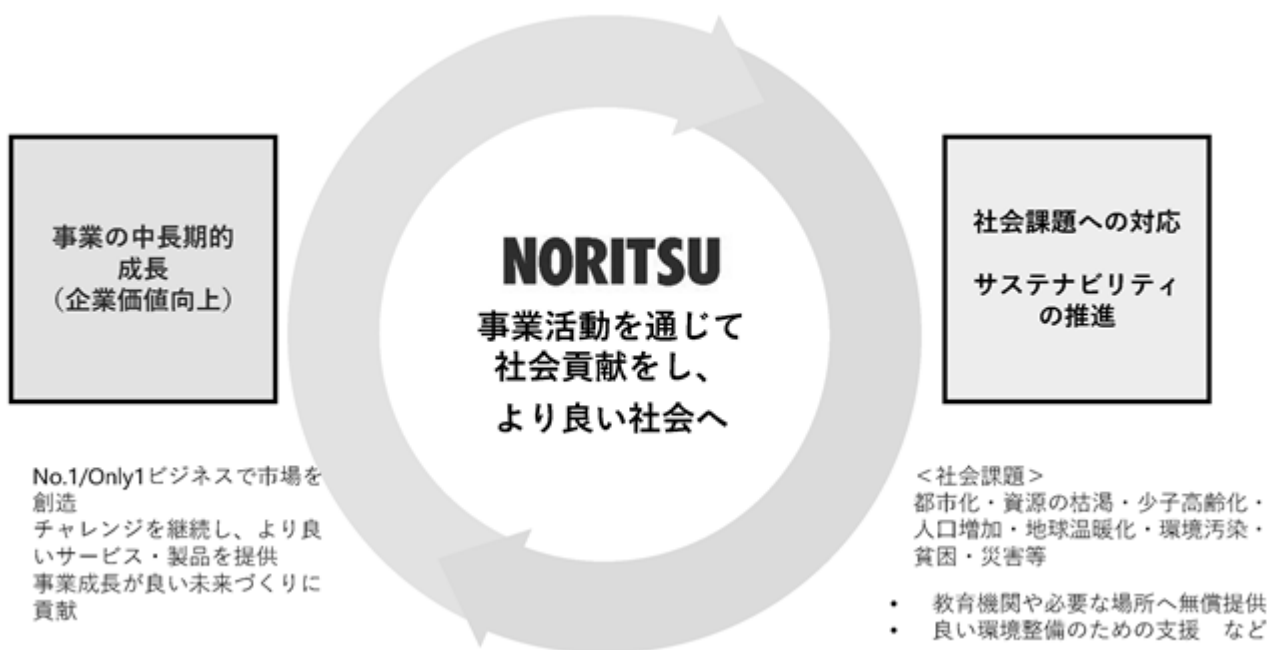 事業の中長期的
成長
（企業価値向上）
No.1/Only1ビジネスで市場を
創造
チャレンジを継続し、より良
いサービス・製品を提供
事業成長が良い未来づくりに
貢献
NORITSU
事業活動を通じて
社会貢献をし、
より良い社会へ
社会課題への対応
サステナビリティ
の推進
＜社会課題＞
都市化・資源の枯渇・少子高齢化・
人口増加・地球温暖化・環境汚染・
貧困・災害等
• 教育機関や必要な場所へ無償提供
• 良い環境整備のための支援　など